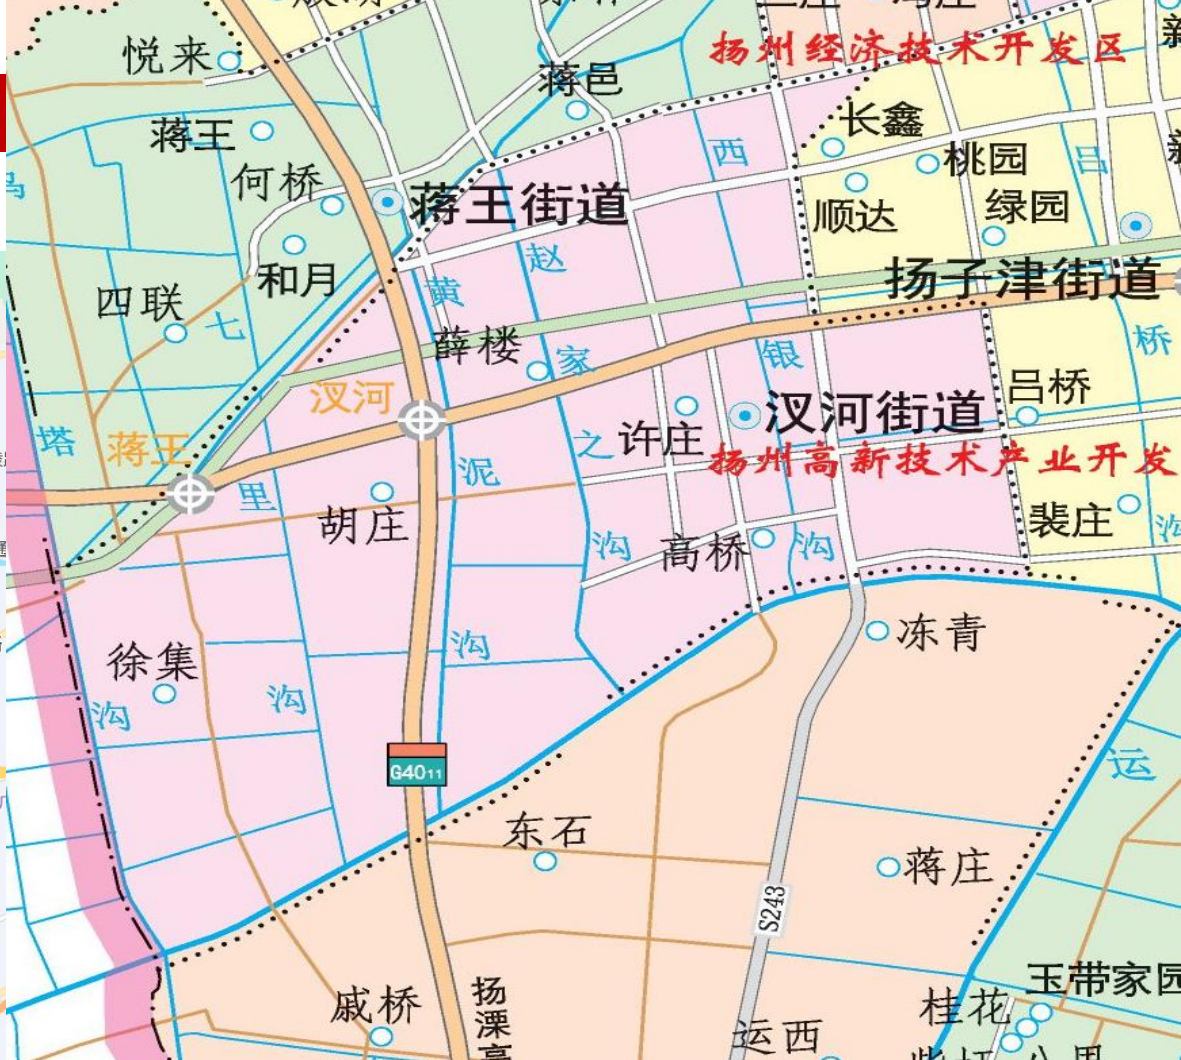 扬州经济技术开发区
悦来
蒋邑
长鑫
蒋王
西
桃园
吕
何桥
蒋王街道
顺达
绿园
赵
和月
黄
扬子津街道
四联
七
薛楼
家
银
桥
汊河
汊河街道
吕桥
塔
蒋王
之
许庄
扬州高新技术产业开发
里
泥
胡庄
裴庄
沟
高桥
沟
沟
冻青
徐集
沟
沟
沟
G4011
运
东石
蒋庄
S243
玉带家园
戚桥
扬溧高
桂花
运西